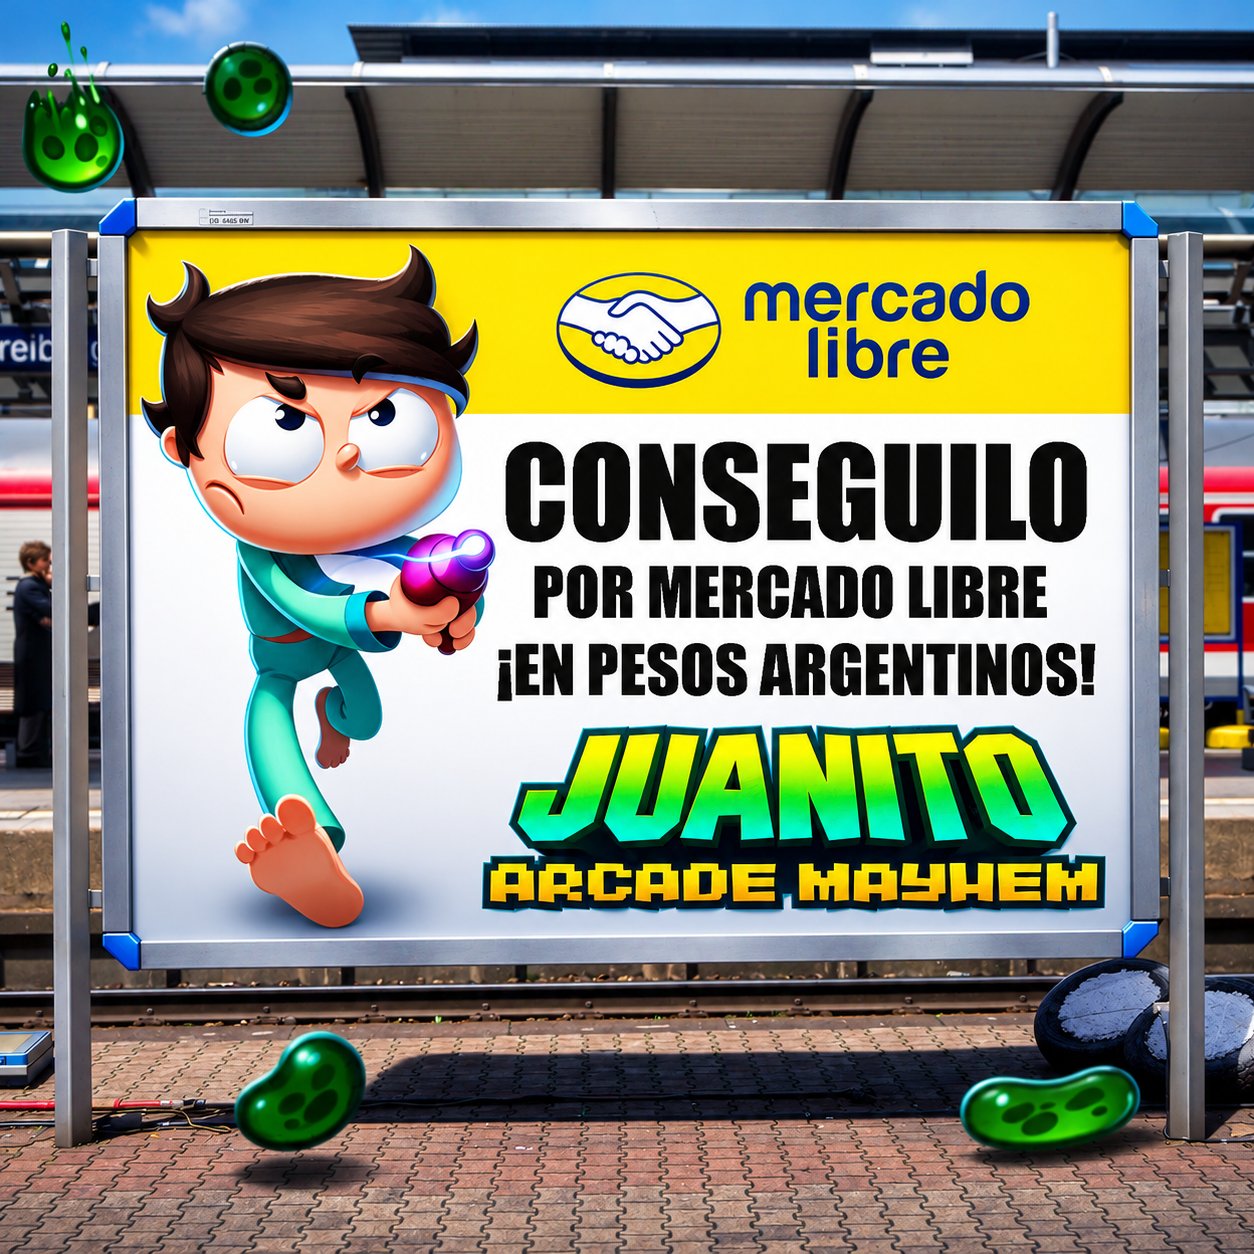 mercado
libre
CONSEGUILO
POR MERCADO LIBRE
¡EN PESOS ARGENTINOS!
JUANITO
ARCADE MAYHEM